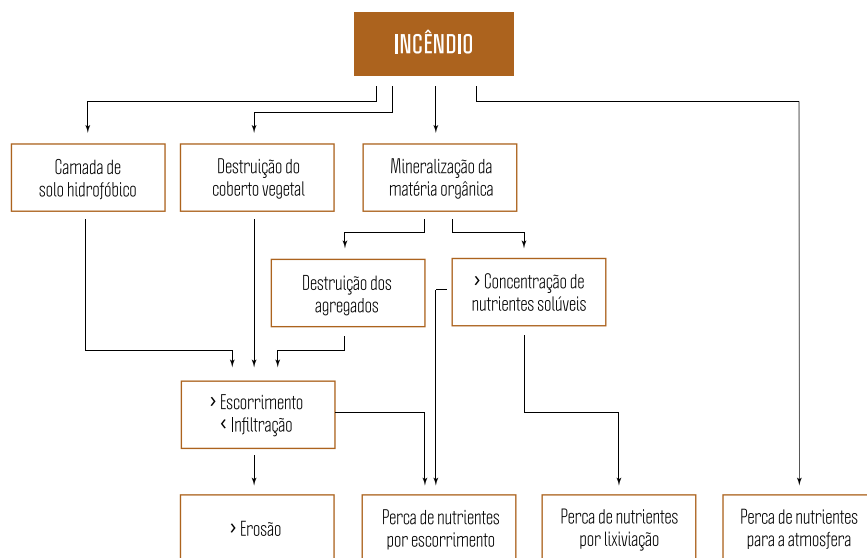 INCÊNDIO
Camada de
solo hidrofóbico
Destruição do
coberto vegetal
Mineralização da
matéria orgânica
Destruição dos
agregados
> Concentração de
nutrientes solúveis
> Escorrimento
< Infiltração
> Erosão
Perca de nutrientes
por escorrimento
Perca de nutrientes
por lixiviação
Perca de nutrientes
para a atmosfera